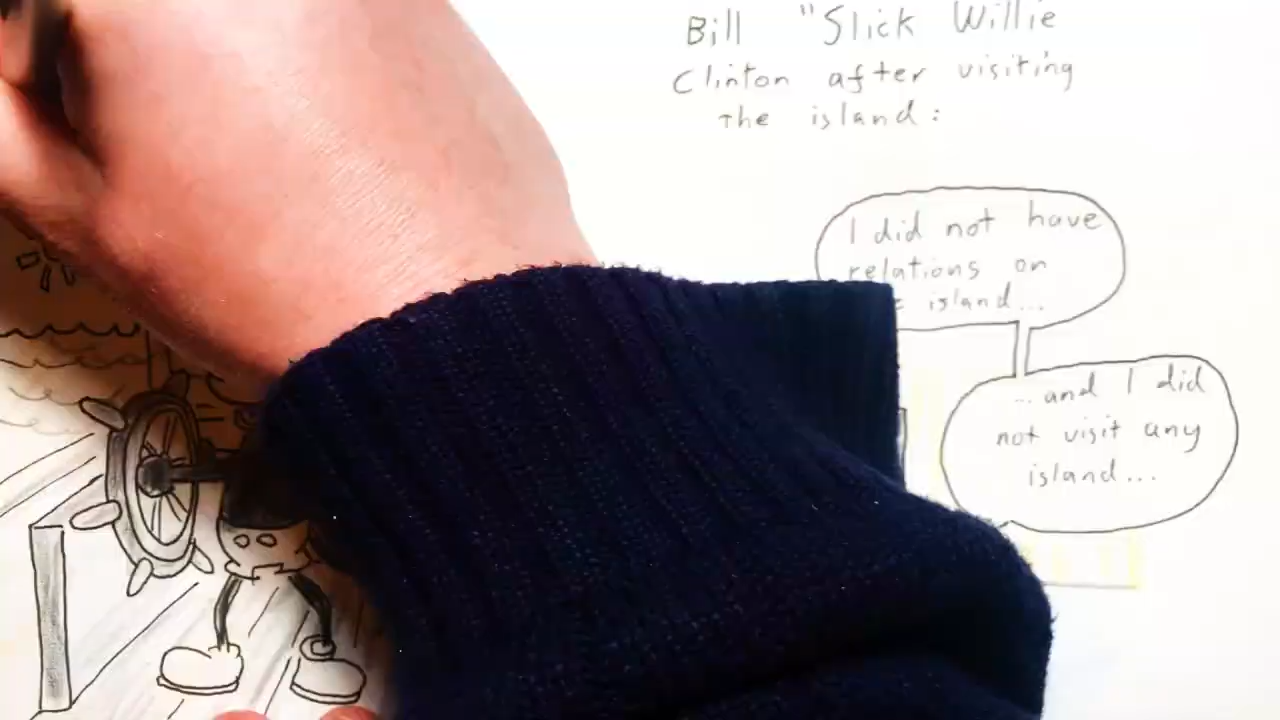 Bill "Slick Willie
Clinton after visiting
the island:
I did not have
relations on
island...
...and I did
not visit any
island...